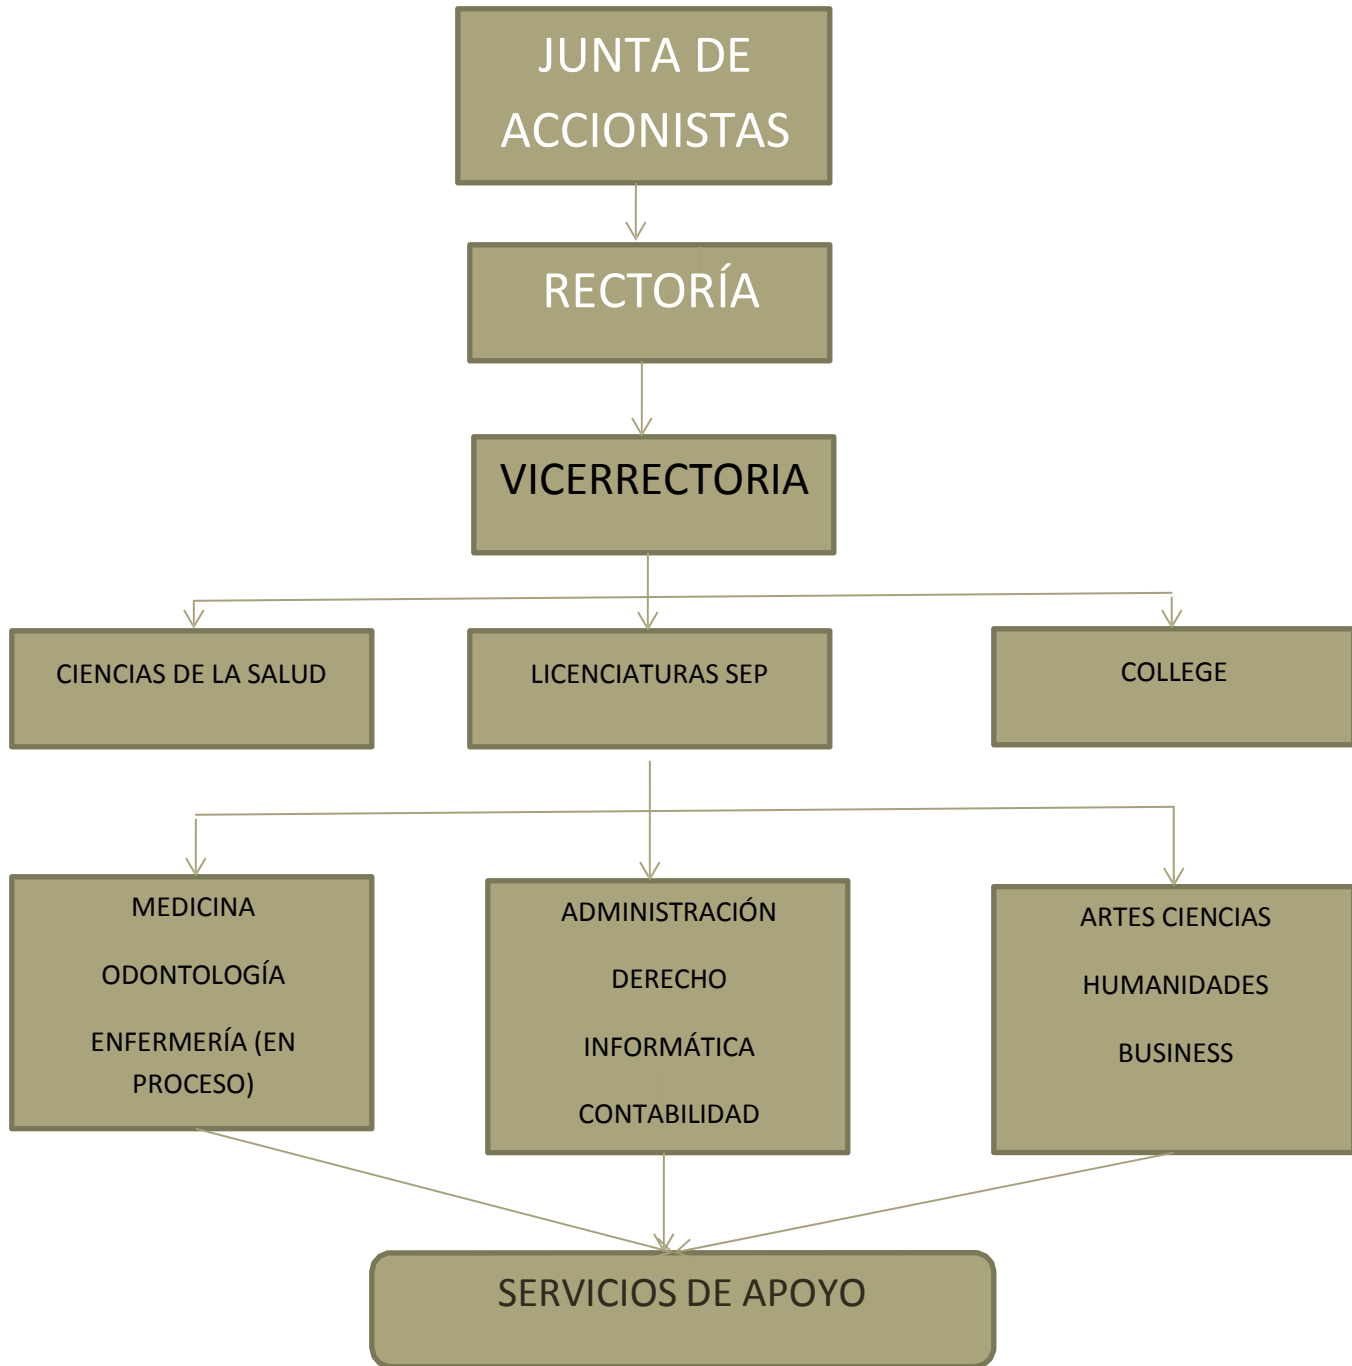 JUNTA DE
ACCIONISTAS
RECTORÍA
VICERRECTORIA
CIENCIAS DE LA SALUD
LICENCIATURAS SEP
COLLEGE
MEDICINA
ODONTOLOGÍA
ENFERMERÍA (EN
PROCESO)
ADMINISTRACIÓN
DERECHO
INFORMÁTICA
CONTABILIDAD
ARTES CIENCIAS
HUMANIDADES
BUSINESS
SERVICIOS DE APOYO